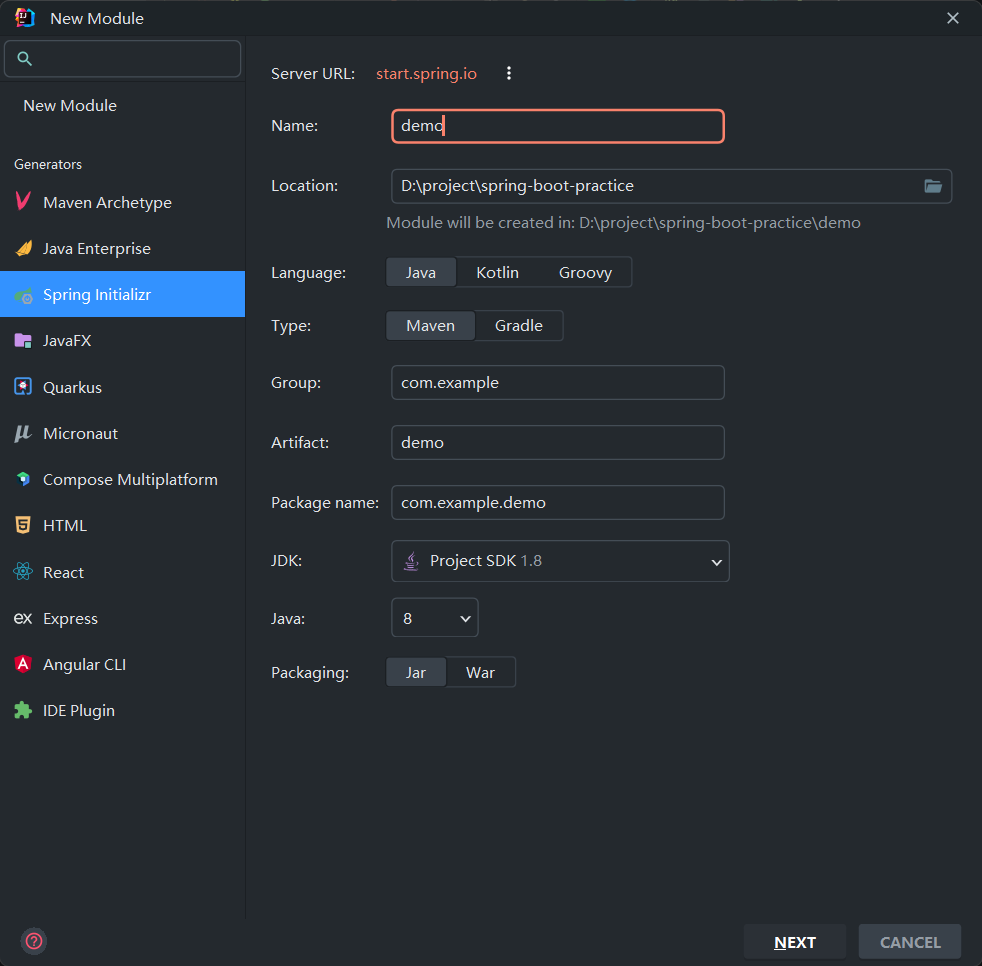 New Module
New Module
Generators
Maven Archetype
Java Enterprise
Spring Initializr
JavaFX
Quarkus
Micronaut
Compose Multiplatform
HTML
React
Express
Angular CLI
IDE Plugin
Server URL: start.spring.io
Name: demo
Location: D:\project\spring-boot-practice
Module will be created in: D:\project\spring-boot-practice\demo
Language: Java Kotlin Groovy
Type: Maven Gradle
Group: com.example
Artifact: demo
Package name: com.example.demo
JDK: Project SDK 1.8
Java: 8
Packaging: Jar War
? NEXT CANCEL